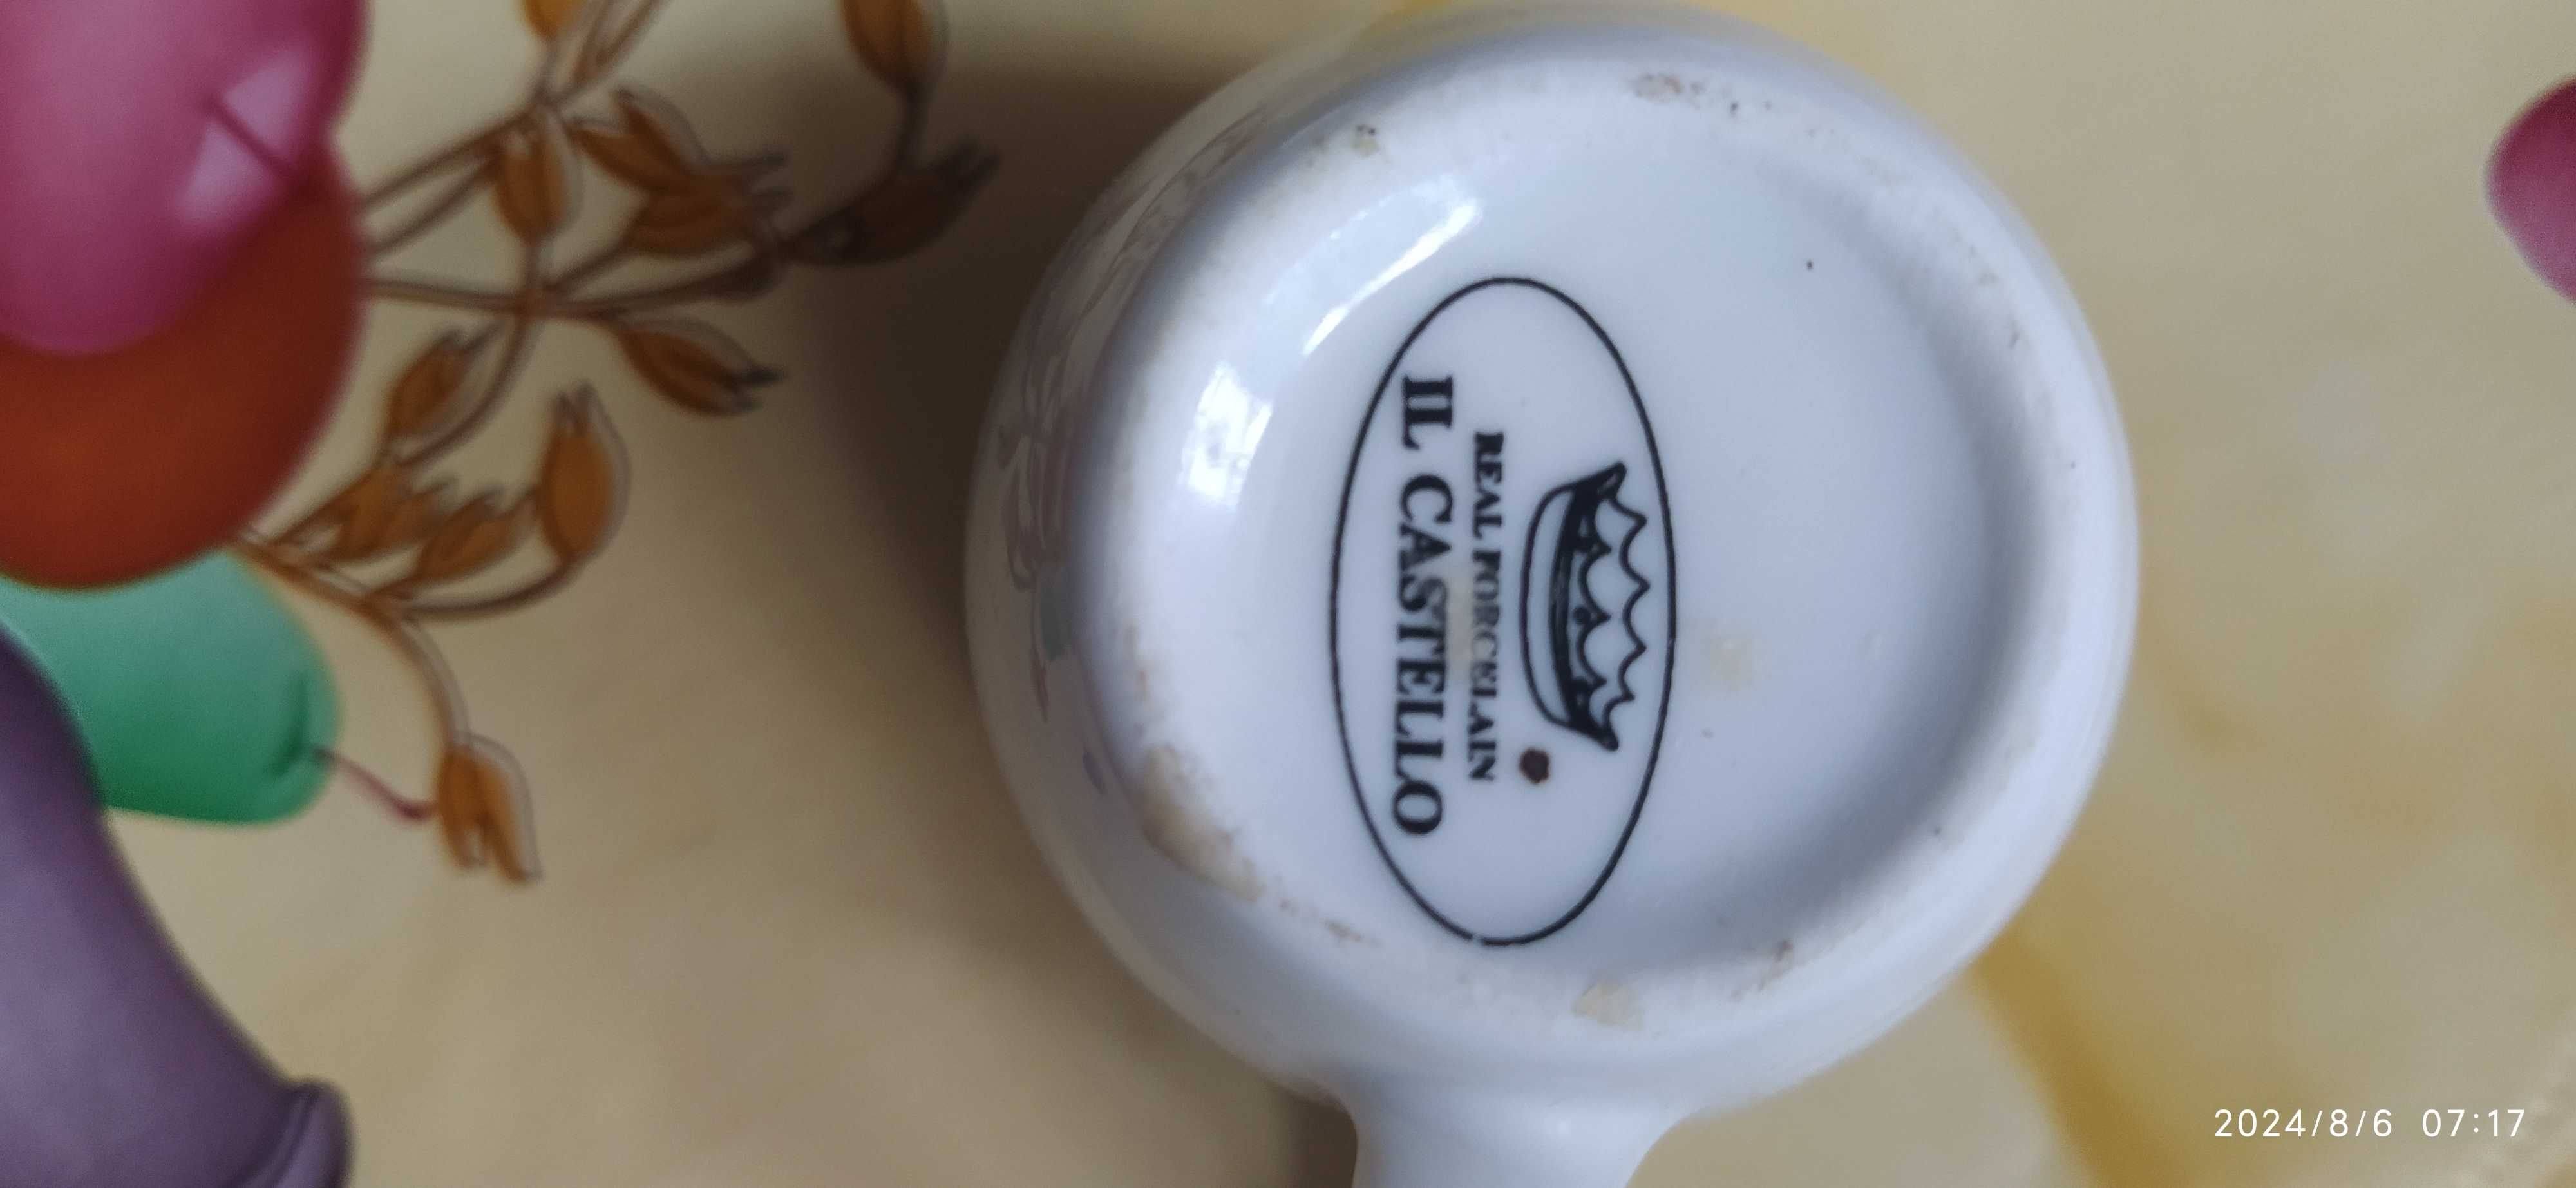 REAL PORCELAIN
IL CASTELLO
2024/8/6 07:17